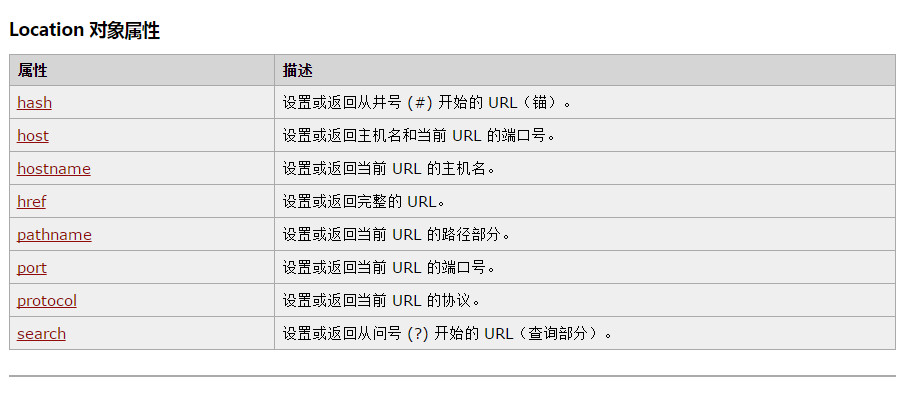 Location 对象属性
属性 描述
hash 设置或返回从井号 (#) 开始的 URL（锚）。
host 设置或返回主机名和当前 URL 的端口号。
hostname 设置或返回当前 URL 的主机名。
href 设置或返回完整的 URL。
pathname 设置或返回当前 URL 的路径部分。
port 设置或返回当前 URL 的端口号。
protocol 设置或返回当前 URL 的协议。
search 设置或返回从问号 (?) 开始的 URL（查询部分）。